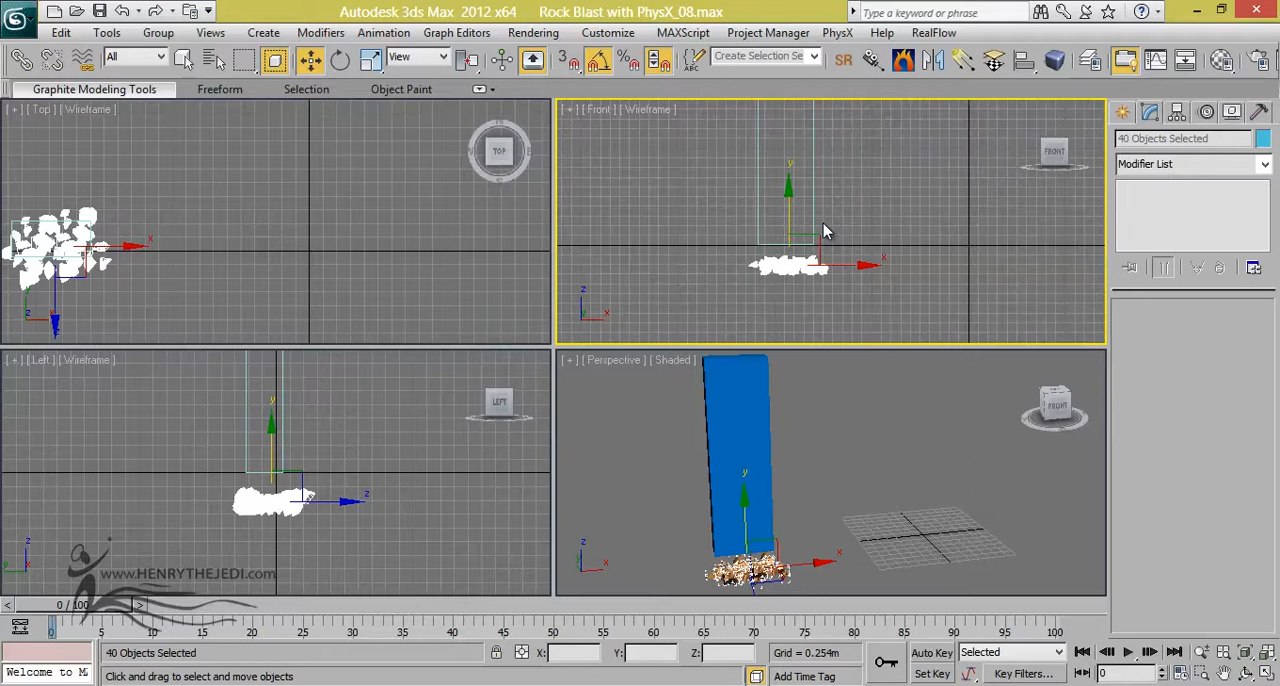 Autodesk 3ds Max 2012 x64 Rock Blast with PhysX_08.max
Type a keyword or phrase
Edit Tools Group Views Create Modifiers Animation Graph Editors Rendering Customize MAXScript Project Manager PhysX Help RealFlow
All View 3 Create Selection Se SR
Graphite Modeling Tools Freeform Selection Object Paint
[ + ] [ Top ] [ Wireframe ]
TOP
x
z x
[ + ] [ Front ] [ Wireframe ]
FRONT
y
x
z
x
40 Objects Selected
Modifier List
[ + ] [ Left ] [ Wireframe ]
LEFT
y
z
z
y
[ + ] [ Perspective ] [ Shaded ]
FRONT
y
x
z
x
www.HENRYTHEJEDI.com
< 0 / 100 >
0 5 10 15 20 25 30 35 40 45 50 55 60 65 70 75 80 85 90 95 100
40 Objects Selected X: Y: Z: Grid = 0.254m Auto Key Selected
Welcome to M Click and drag to select and move objects Add Time Tag Set Key Key Filters... 0